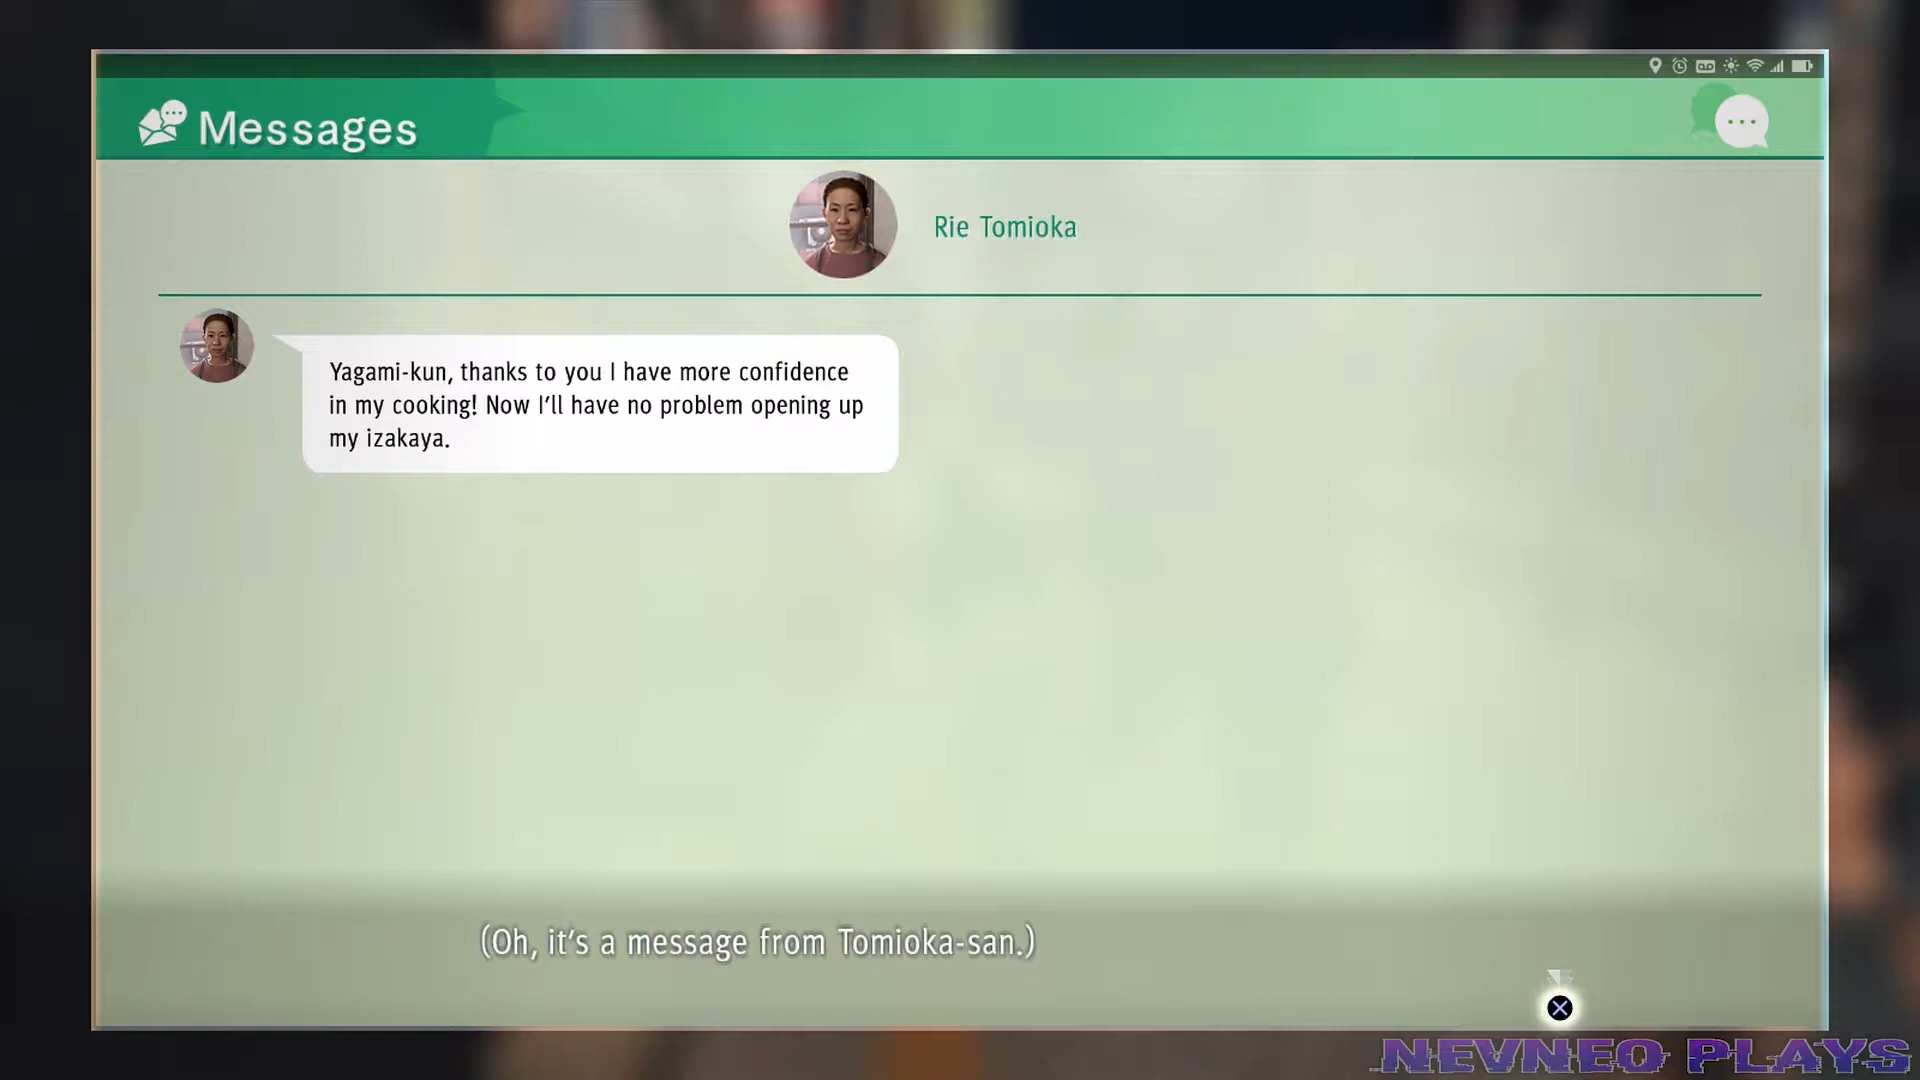 Messages
Rie Tomioka
Yagami-kun, thanks to you I have more confidence
in my cooking! Now I'll have no problem opening up
my izakaya.
(Oh, it's a message from Tomioka-san.)
NEVNEO PLAYS